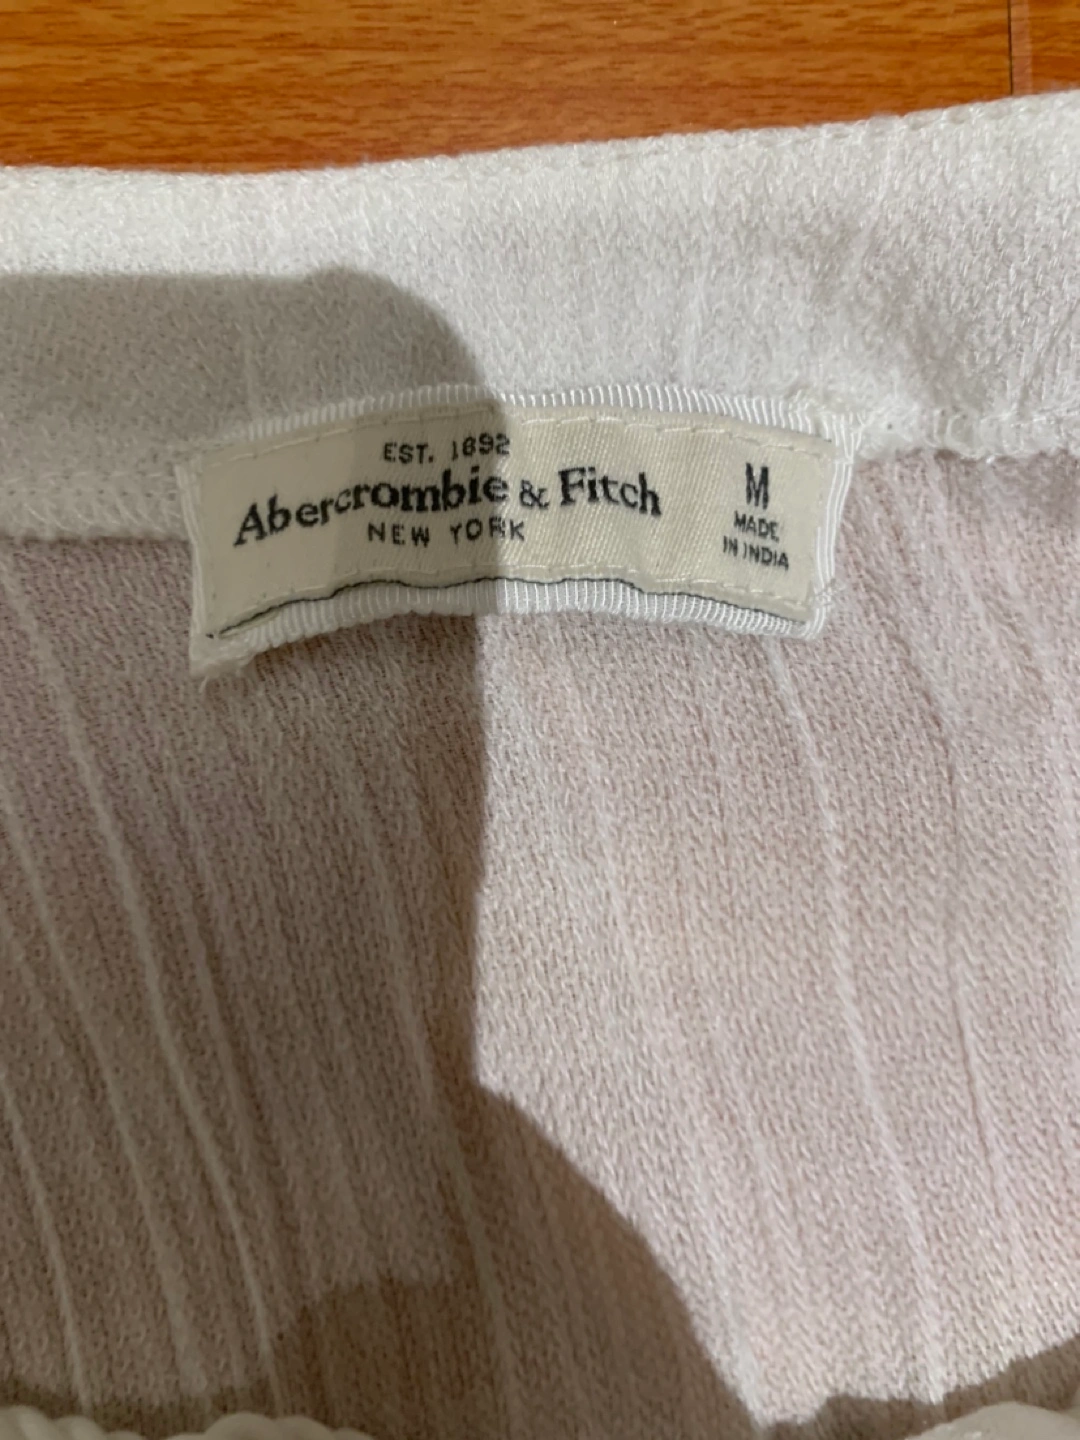 EST. 1892
Abercrombie & Fitch
NEW YORK
M
MADE
IN INDIA